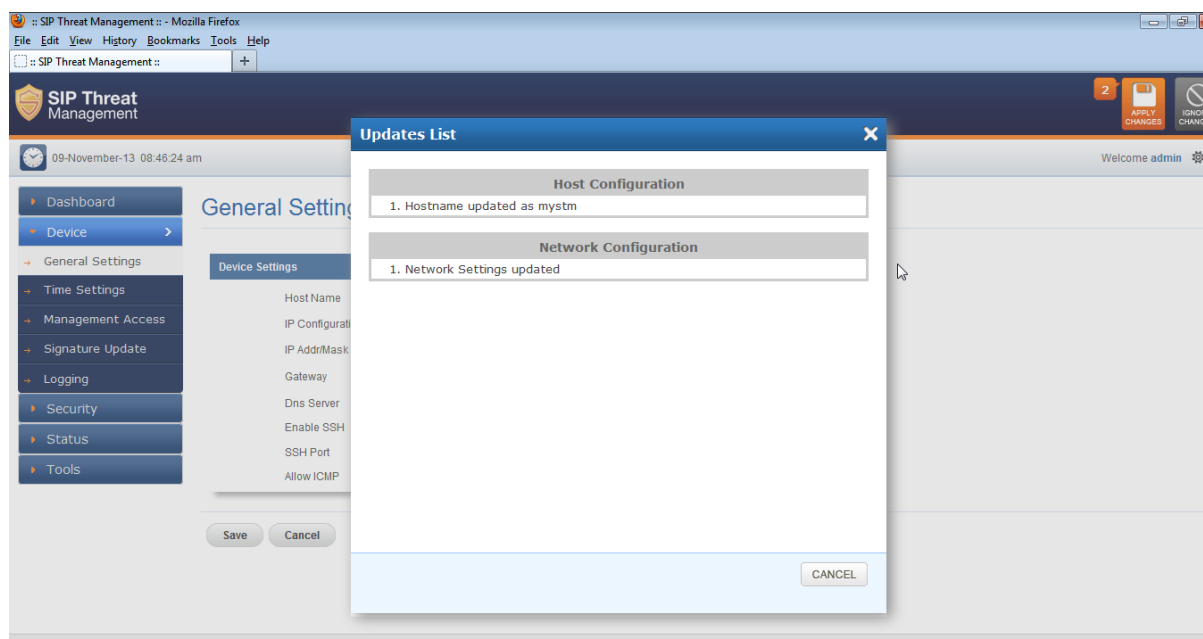 :: SIP Threat Management :: - Mozilla Firefox
File Edit View History Bookmarks Tools Help
:: SIP Threat Management :: +
SIP Threat
Management
2
APPLY
CHANGES
09-November-13 08:46:24 am
Welcome admin
Dashboard
Device
General Settings
Time Settings
Management Access
Signature Update
Logging
Security
Status
Tools
General Setting
Device Settings
Host Name
IP Configurati
IP Addr/Mask
Gateway
Dns Server
Enable SSH
SSH Port
Allow ICMP
Save Cancel
Updates List
Host Configuration
1. Hostname updated as mystm
Network Configuration
1. Network Settings updated
CANCEL